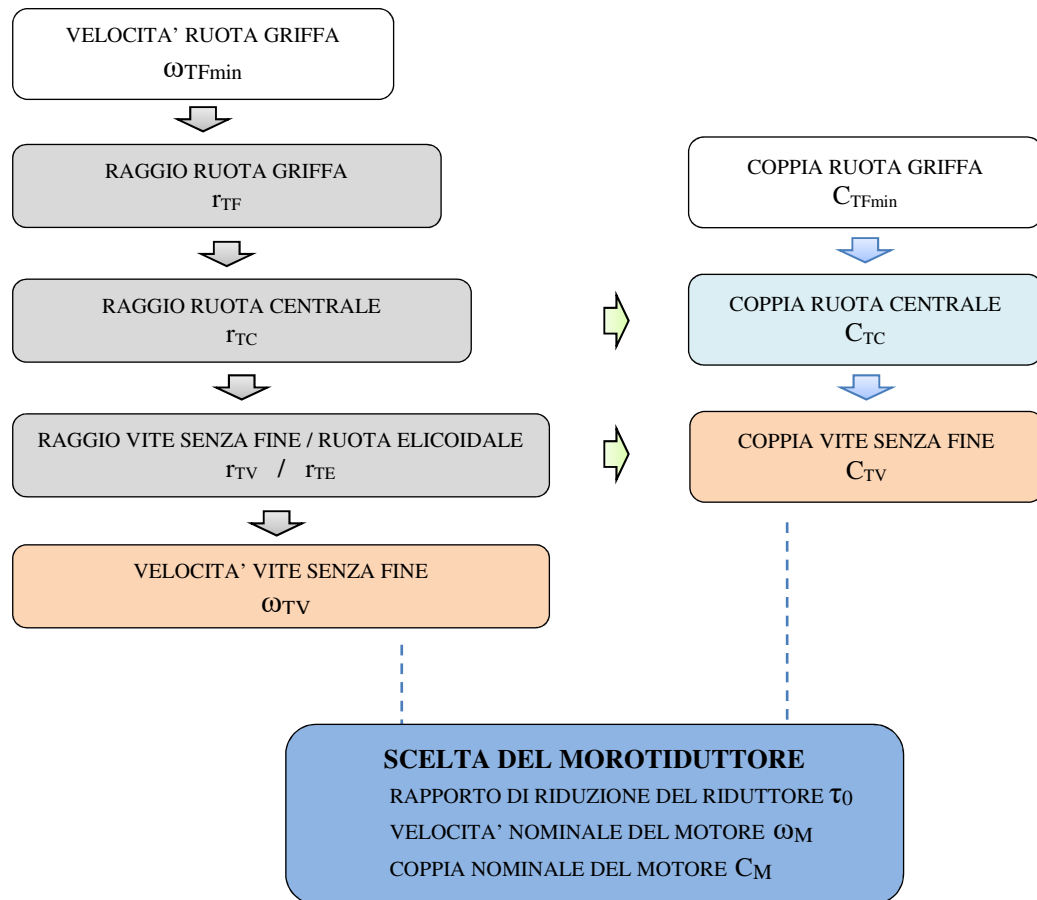 VELOCITA’ RUOTA GRIFFA
ωTFmin
RAGGIO RUOTA GRIFFA
rTF
RAGGIO RUOTA CENTRALE
rTC
RAGGIO VITE SENZA FINE / RUOTA ELICOIDALE
rTV / rTE
VELOCITA’ VITE SENZA FINE
ωTV
COPPIA RUOTA GRIFFA
CTFmin
COPPIA RUOTA CENTRALE
CTC
COPPIA VITE SENZA FINE
CTV
SCELTA DEL MOROTIDUTTORE
RAPPORTO DI RIDUZIONE DEL RIDUTTORE τ0
VELOCITA’ NOMINALE DEL MOTORE ωM
COPPIA NOMINALE DEL MOTORE CM